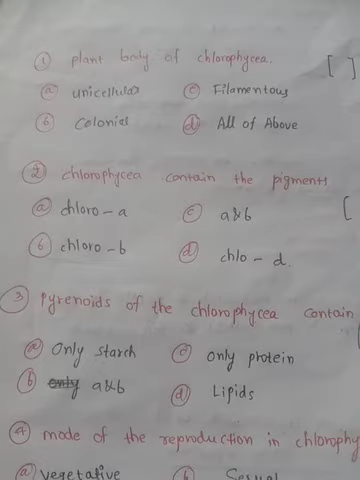 ① plant body of chlorophycea. [ ]
ⓐ unicellular ⓒ Filamentous
ⓑ Colonial ⓓ All of Above
② chlorophycea contain the pigments
ⓐ chloro - a ⓒ a&b [
ⓑ chloro - b ⓓ chlo - d.
③ Pyrenoids of the chlorophycea contain
ⓐ Only starch ⓒ only protein
ⓑ a&b ⓓ Lipids
④ mode of the reproduction in chlorophy
ⓐ vegetative ⓑ Sexual